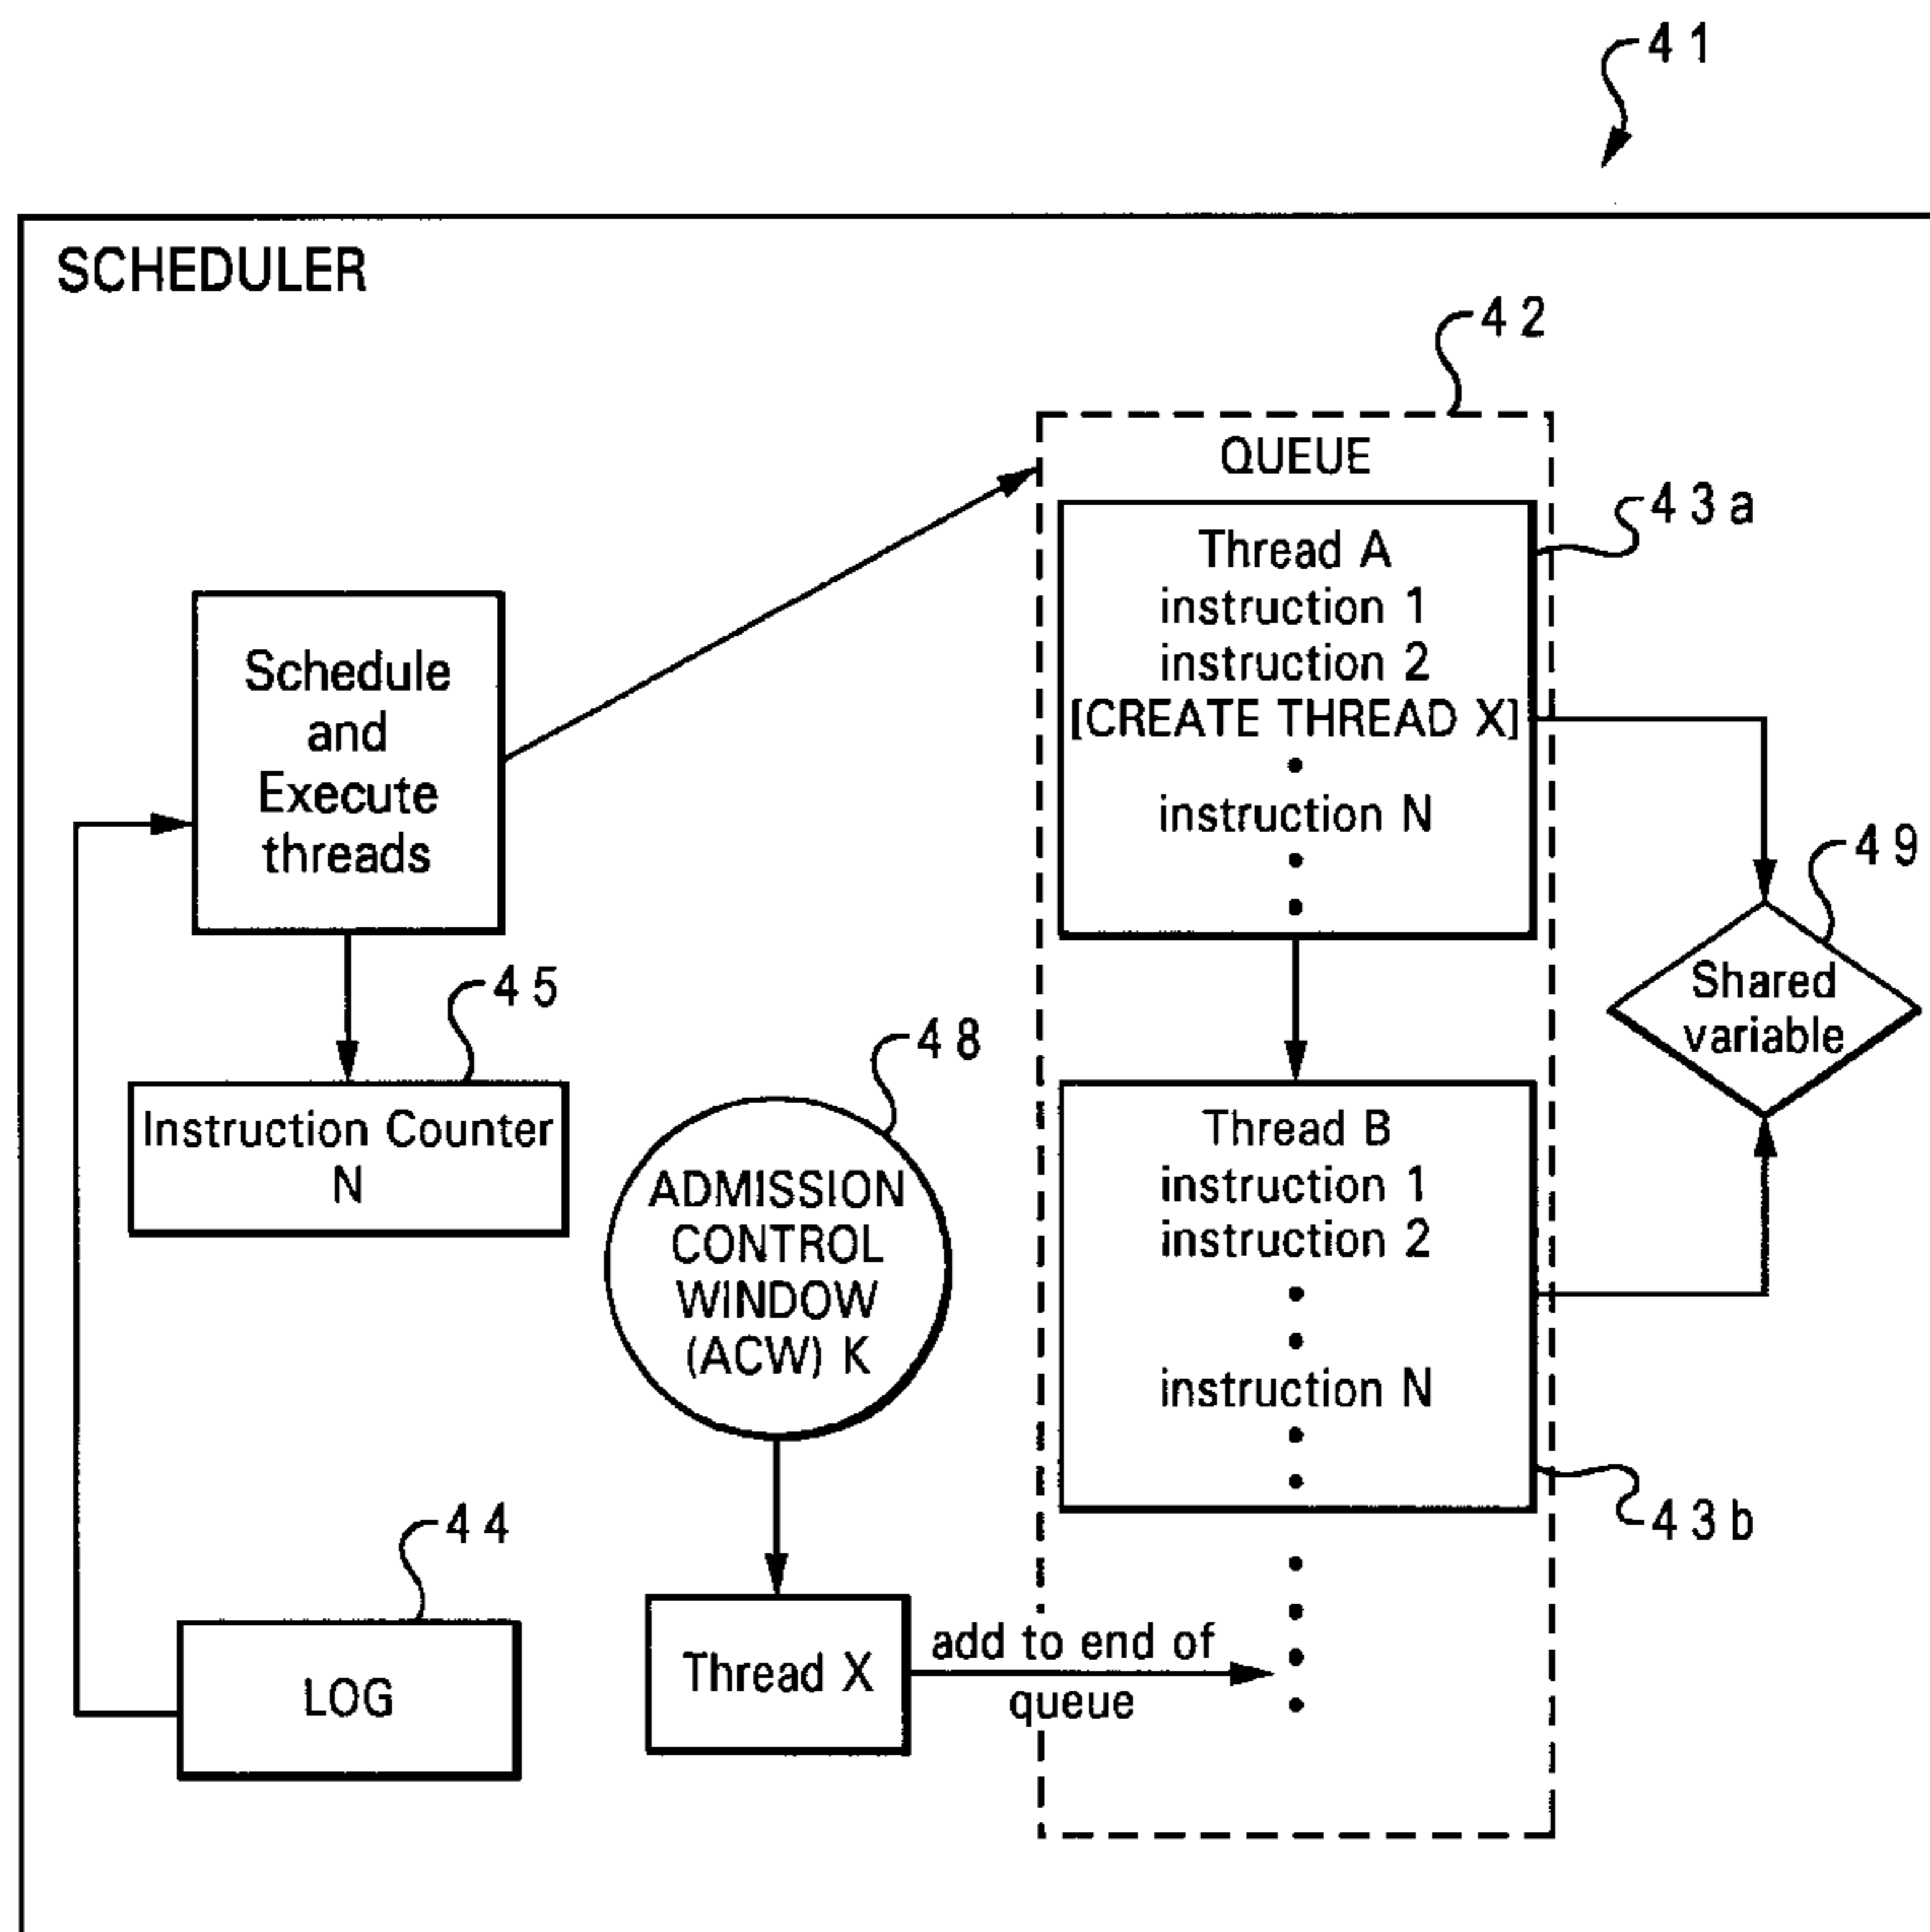 41
SCHEDULER
42
QUEUE
43a
Thread A
instruction 1
instruction 2
[CREATE THREAD X]
instruction N
Schedule
and
Execute
threads
49
Shared
variable
45
Instruction Counter
N
48
ADMISSION
CONTROL
WINDOW
(ACW) K
Thread B
instruction 1
instruction 2
instruction N
43b
44
LOG
Thread X
add to end of
queue